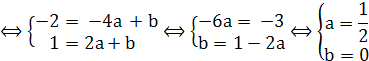 ⇔ { −2 = −4a + b ⇔ { −6a = −3 ⇔ { a = 1/2
1 = 2a + b b = 1 − 2a b = 0